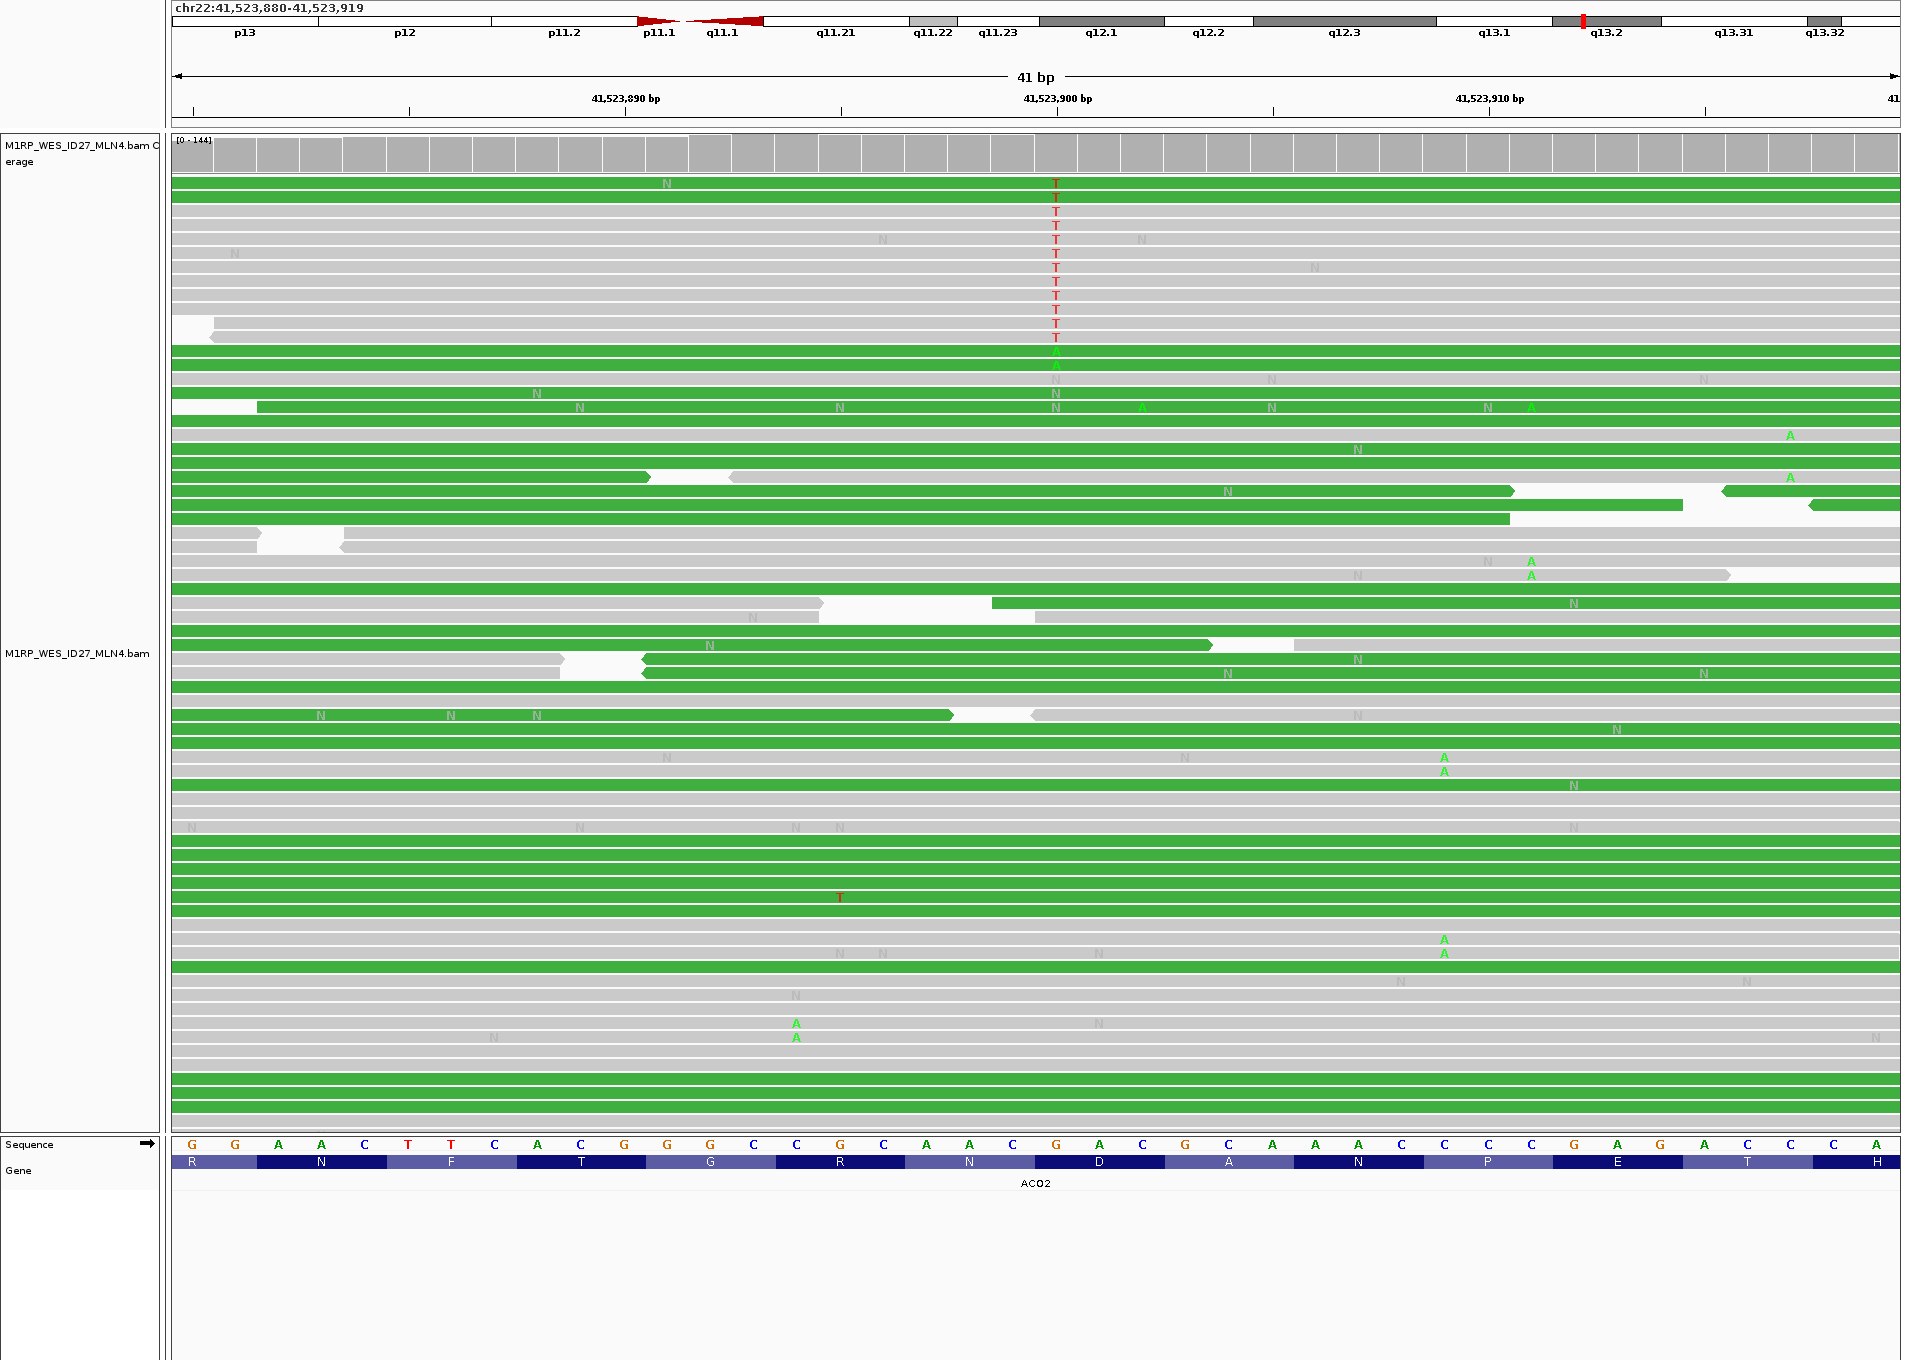 chr22:41,523,880-41,523,919
p13 p12 p11.2 p11.1 q11.1 q11.21 q11.22 q11.23 q12.1 q12.2 q12.3 q13.1 q13.2 q13.31 q13.32
41 bp
41,523,890 bp 41,523,900 bp 41,523,910 bp 41
M1RP_WES_ID27_MLN4.bam C
erage
[0 - 144]
N T
T
T
T
N T N
N T
T N
T
T
T
T
T
A
A
N N N
N N
N N N A N N A
A
N
A
N
N A
N A
N
N
N
M1RP_WES_ID27_MLN4.bam
N
N N
N N N N
N
N N A
A
N
N N N N N
T
A
N N N A
N N
N
A N
N A N
Sequence
G G A A C T T C A C G G G C C G C A A C G A C G C A A A C C C C G A G A C C C A
Gene
R N F T G R N D A N P E T H
ACO2